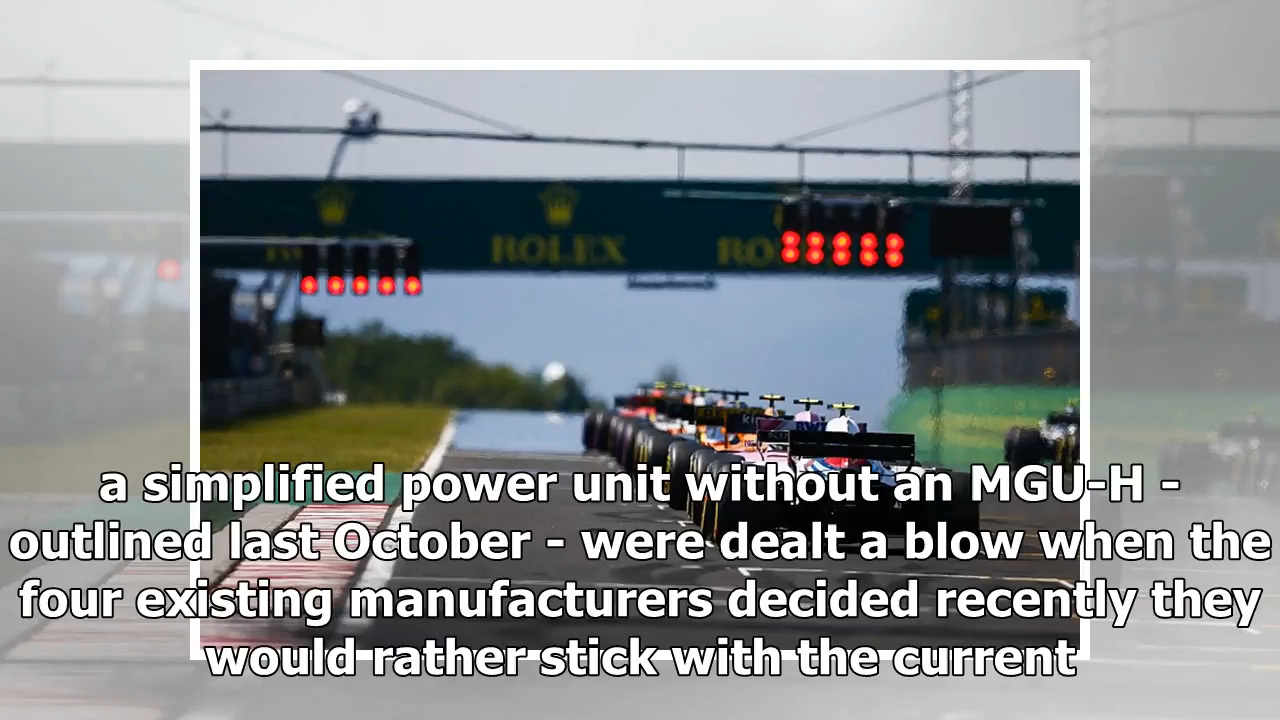 ROLEX
RO
a simplified power unit without an MGU-H -
outlined last October - were dealt a blow when the
four existing manufacturers decided recently they
would rather stick with the current